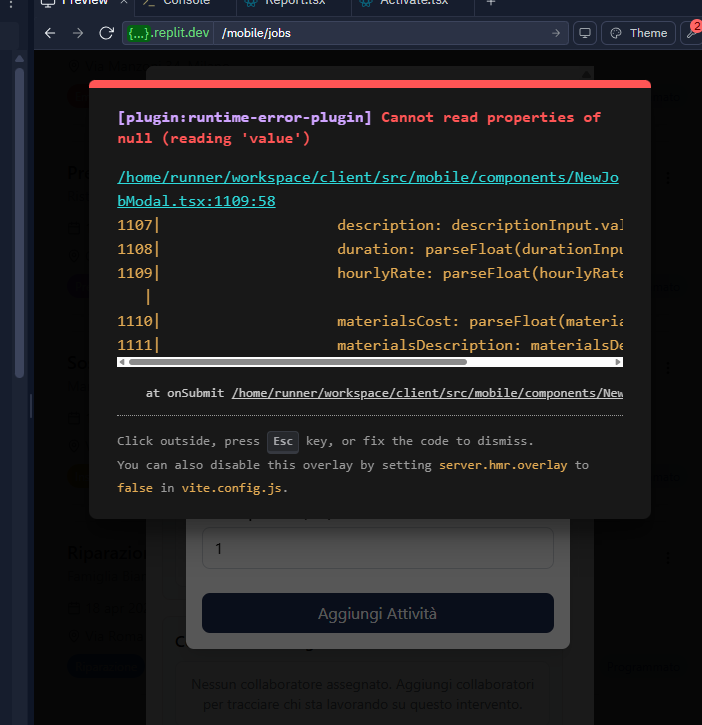 Preview
Console
Report.tsx
Activate.tsx
{...}.replit.dev /mobile/jobs
Theme
2
[plugin:runtime-error-plugin] Cannot read properties of
null (reading 'value')
/home/runner/workspace/client/src/mobile/components/NewJo
bModal.tsx:1109:58
1107| description: descriptionInput.val
1108| duration: parseFloat(durationInpu
1109| hourlyRate: parseFloat(hourlyRate
|
1110| materialsCost: parseFloat(materia
1111| materialsDescription: materialsDe
at onSubmit /home/runner/workspace/client/src/mobile/components/New
Click outside, press Esc key, or fix the code to dismiss.
You can also disable this overlay by setting server.hmr.overlay to
false in vite.config.js.
Riparazio
1
Aggiungi Attività
Nessun collaboratore assegnato. Aggiungi collaboratori
per tracciare chi sta lavorando su questo intervento.